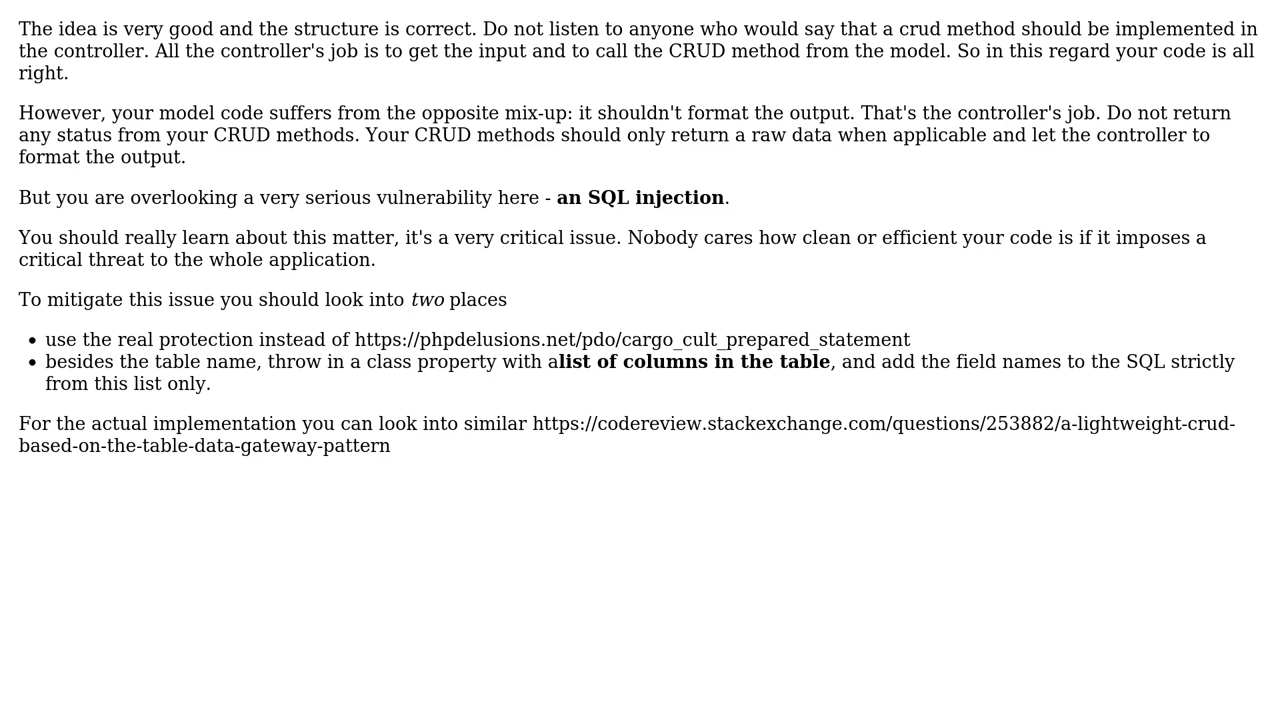 The idea is very good and the structure is correct. Do not listen to anyone who would say that a crud method should be implemented in
the controller. All the controller's job is to get the input and to call the CRUD method from the model. So in this regard your code is all
right.
However, your model code suffers from the opposite mix-up: it shouldn't format the output. That's the controller's job. Do not return
any status from your CRUD methods. Your CRUD methods should only return a raw data when applicable and let the controller to
format the output.
But you are overlooking a very serious vulnerability here - an SQL injection.
You should really learn about this matter, it's a very critical issue. Nobody cares how clean or efficient your code is if it imposes a
critical threat to the whole application.
To mitigate this issue you should look into two places
• use the real protection instead of https://phpdelusions.net/pdo/cargo_cult_prepared_statement
• besides the table name, throw in a class property with alist of columns in the table, and add the field names to the SQL strictly
from this list only.
For the actual implementation you can look into similar https://codereview.stackexchange.com/questions/253882/a-lightweight-crud-
based-on-the-table-data-gateway-pattern